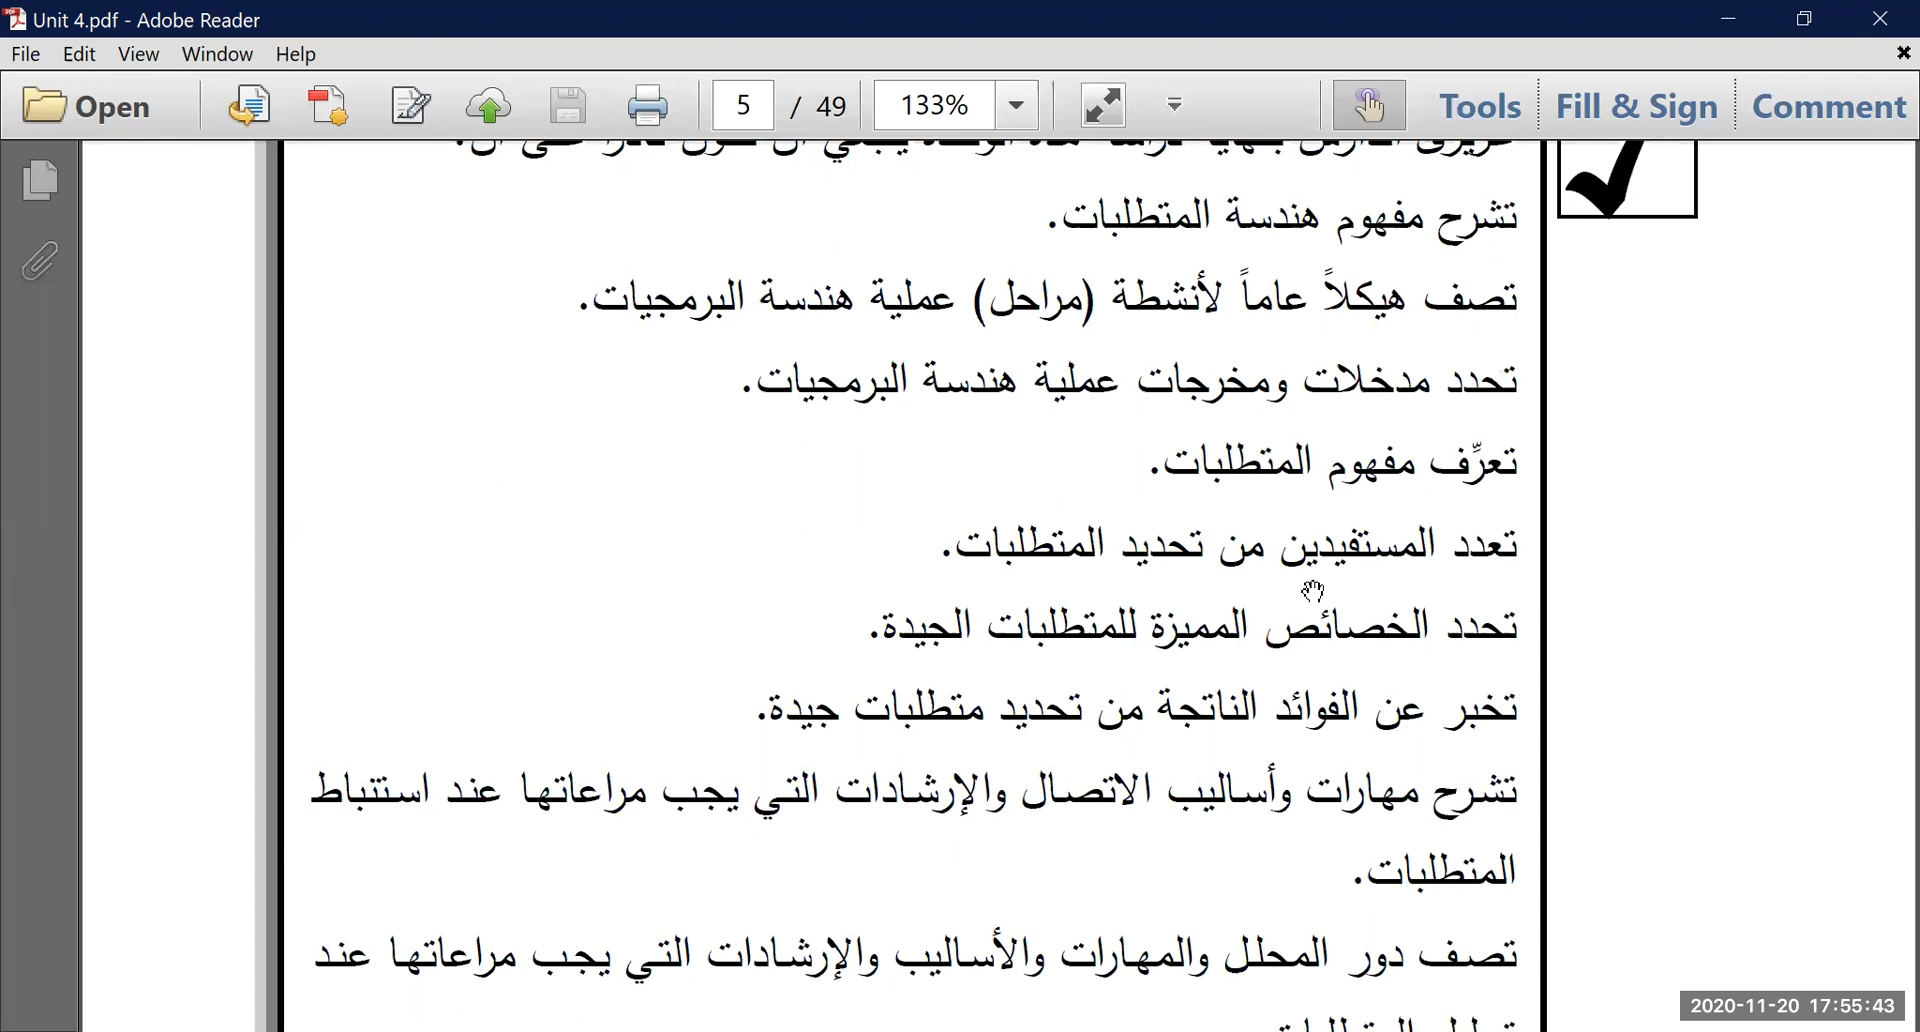 Unit 4.pdf - Adobe Reader
File Edit View Window Help
Open 5 / 49 133% Tools Fill & Sign Comment
تشرح مفهوم هندسة المتطلبات.
تصف هيكلاً عاماً لأنشطة (مراحل) عملية هندسة البرمجيات.
تحدد مدخلات ومخرجات عملية هندسة البرمجيات.
تعرِّف مفهوم المتطلبات.
تعدد المستفيدين من تحديد المتطلبات.
تحدد الخصائص المميزة للمتطلبات الجيدة.
تخبر عن الفوائد الناتجة من تحديد متطلبات جيدة.
تشرح مهارات وأساليب الاتصال والإرشادات التي يجب مراعاتها عند استنباط
المتطلبات.
تصف دور المحلل والمهارات والأساليب والإرشادات التي يجب مراعاتها عند
2020-11-20 17:55:43